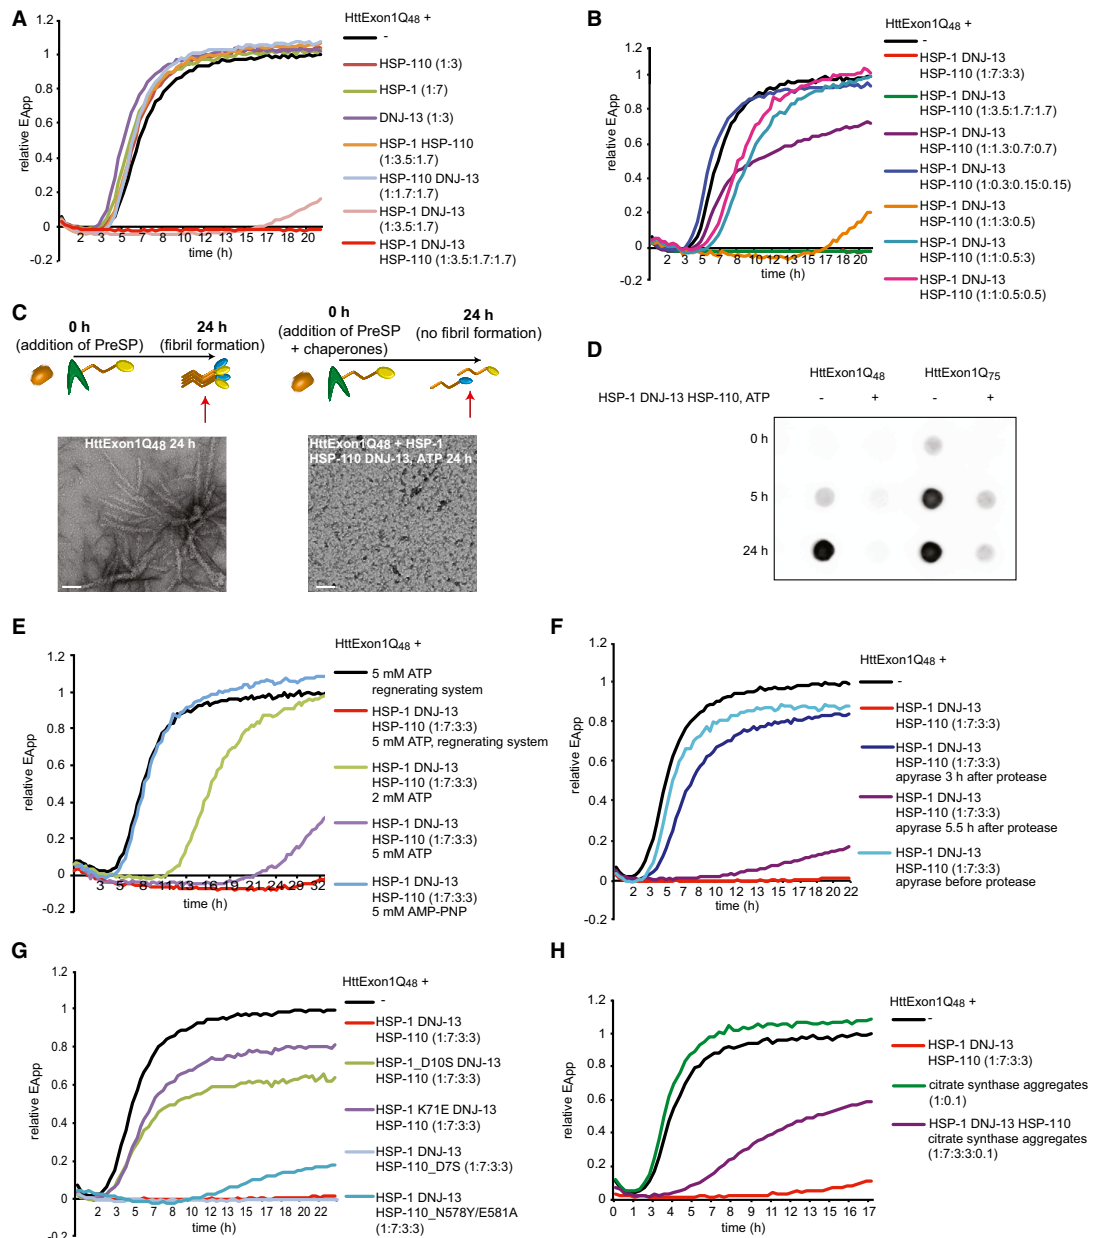 A
relative EApp
1.2
1
0.8
0.6
0.4
0.2
0
-0.2
2 3 5 7 8 10 12 13 15 17 18 20
time (h)
HttExon1Q48 +
-
HSP-110 (1:3)
HSP-1 (1:7)
DNJ-13 (1:3)
HSP-1 HSP-110
(1:3.5:1.7)
HSP-110 DNJ-13
(1:1.7:1.7)
HSP-1 DNJ-13
(1:3.5:1.7)
HSP-1 DNJ-13
HSP-110 (1:3.5:1.7:1.7)
B
relative EApp
1.2
1
0.8
0.6
0.4
0.2
0
-0.2
2 3 5 7 8 10 12 13 15 17 18 20
time (h)
HttExon1Q48 +
-
HSP-1 DNJ-13
HSP-110 (1:7:3:3)
HSP-1 DNJ-13
HSP-110 (1:3.5:1.7:1.7)
HSP-1 DNJ-13
HSP-110 (1:1.3:0.7:0.7)
HSP-1 DNJ-13
HSP-110 (1:0.3:0.15:0.15)
HSP-1 DNJ-13
HSP-110 (1:1:3:0.5)
HSP-1 DNJ-13
HSP-110 (1:1:0.5:3)
HSP-1 DNJ-13
HSP-110 (1:1:0.5:0.5)
C
0 h
(addition of PreSP)
24 h
(fibril formation)
0 h
(addition of PreSP
+ chaperones)
24 h
(no fibril formation)
HttExon1Q48 24 h
HttExon1Q48 + HSP-1
HSP-110 DNJ-13, ATP 24 h
D
HttExon1Q48 HttExon1Q75
HSP-1 DNJ-13 HSP-110, ATP - + - +
0 h
5 h
24 h
E
relative EApp
1.2
1
0.8
0.6
0.4
0.2
0
-0.2
3 5 8 11 13 16 19 21 24 29 32
time (h)
HttExon1Q48 +
5 mM ATP
regnerating system
HSP-1 DNJ-13
HSP-110 (1:7:3:3)
5 mM ATP, regnerating system
HSP-1 DNJ-13
HSP-110 (1:7:3:3)
2 mM ATP
HSP-1 DNJ-13
HSP-110 (1:7:3:3)
5 mM ATP
HSP-1 DNJ-13
HSP-110 (1:7:3:3)
5 mM AMP-PNP
F
relative EApp
1.2
1
0.8
0.6
0.4
0.2
0
-0.2
2 3 5 7 8 10 12 13 15 17 18 20 22
time (h)
HttExon1Q48 +
-
HSP-1 DNJ-13
HSP-110 (1:7:3:3)
HSP-1 DNJ-13
HSP-110 (1:7:3:3)
apyrase 3 h after protease
HSP-1 DNJ-13
HSP-110 (1:7:3:3)
apyrase 5.5 h after protease
HSP-1 DNJ-13
HSP-110 (1:7:3:3)
apyrase before protease
G
relative EApp
1.2
1
0.8
0.6
0.4
0.2
0
-0.2
2 3 5 7 8 10 12 13 15 17 18 20 22
time (h)
HttExon1Q48 +
-
HSP-1 DNJ-13
HSP-110 (1:7:3:3)
HSP-1_D10S DNJ-13
HSP-110 (1:7:3:3)
HSP-1 K71E DNJ-13
HSP-110 (1:7:3:3)
HSP-1 DNJ-13
HSP-110_D7S (1:7:3:3)
HSP-1 DNJ-13
HSP-110_N578Y/E581A
(1:7:3:3)
H
relative EApp
1.2
1
0.8
0.6
0.4
0.2
0
0 1 3 4 5 7 8 9 11 12 13 14 16 17
time (h)
HttExon1Q48 +
-
HSP-1 DNJ-13
HSP-110 (1:7:3:3)
citrate synthase aggregates
(1:0.1)
HSP-1 DNJ-13 HSP-110
citrate synthase aggregates
(1:7:3:3:0.1)